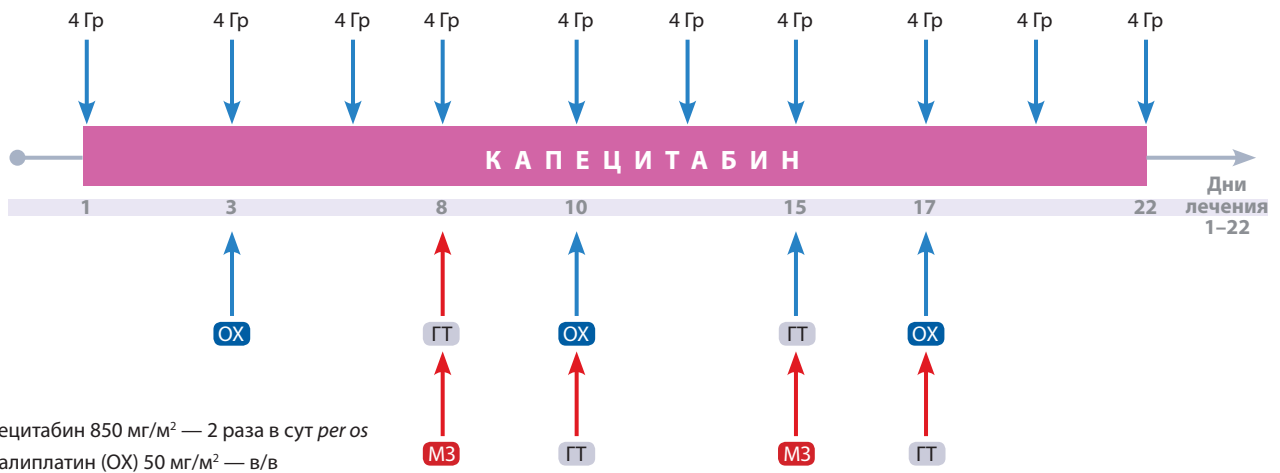 4 Гр 4 Гр 4 Гр 4 Гр 4 Гр 4 Гр 4 Гр 4 Гр 4 Гр 4 Гр
КАПЕЦИТАБИН
1 3 8 10 15 17 22
Дни
лечения
1–22
ОХ ГТ ОХ ГТ ОХ
МЗ ГТ МЗ ГТ
ецитабин 850 мг/м² — 2 раза в сут per os
алиплатин (ОХ) 50 мг/м² — в/в